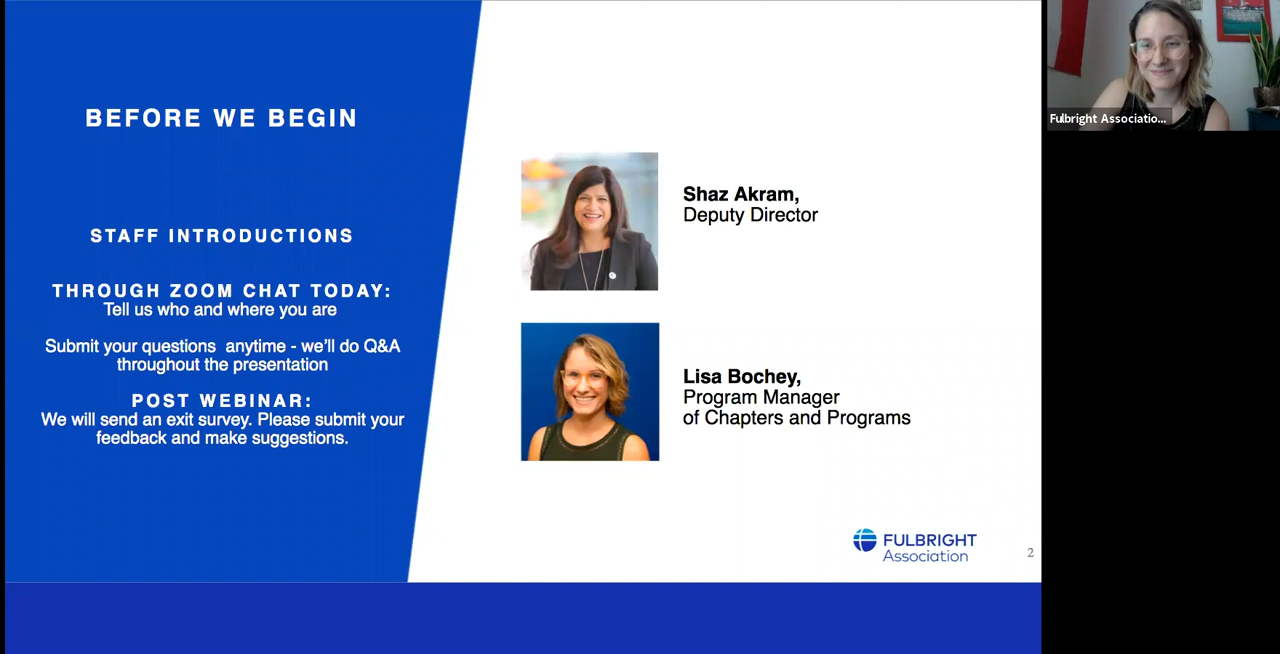 BEFORE WE BEGIN
STAFF INTRODUCTIONS
THROUGH ZOOM CHAT TODAY:
Tell us who and where you are
Submit your questions  anytime - we'll do Q&A
throughout the presentation
POST WEBINAR:
We will send an exit survey. Please submit your
feedback and make suggestions.
Shaz Akram,
Deputy Director
Lisa Bochey,
Program Manager
of Chapters and Programs
FULBRIGHT
Association
2
Fulbright Associatio...